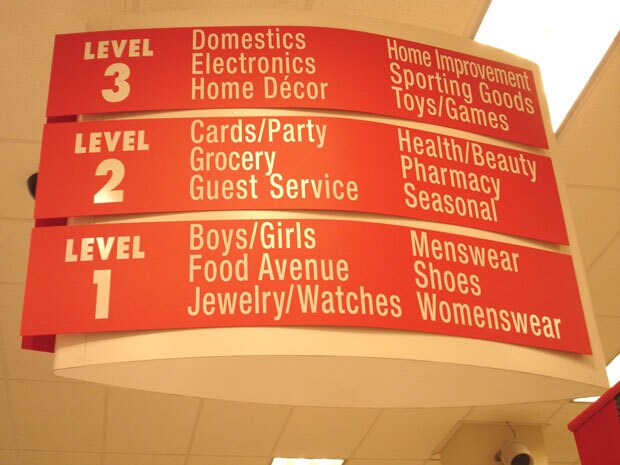 LEVEL
3
Domestics
Electronics
Home Décor
Home Improvement
Sporting Goods
Toys/Games
LEVEL
2
Cards/Party
Grocery
Guest Service
Health/Beauty
Pharmacy
Seasonal
LEVEL
1
Boys/Girls
Food Avenue
Jewelry/Watches
Menswear
Shoes
Womenswear